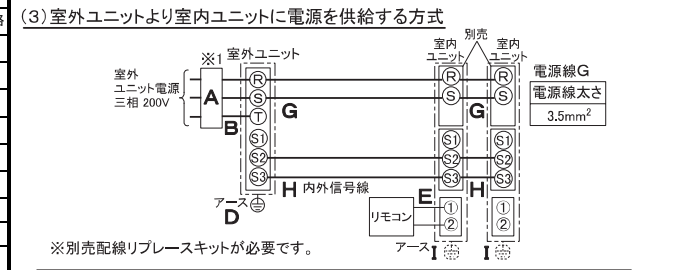 (3)室外ユニットより室内ユニットに電源を供給する方式
別売
※1 室外ユニット
室内
ユニット
室内
ユニット
室外
ユニット電源
三相 200V
A
B
R
S
T
S1
S2
S3
G
R
S
S1
S2
S3
G
R
S
S1
S2
S3
電源線G
電源線太さ
3.5mm²
H 内外信号線
H
アース
D
E
リモコン
①
②
①
②
アース
I
I
※別売配線リプレースキットが必要です。